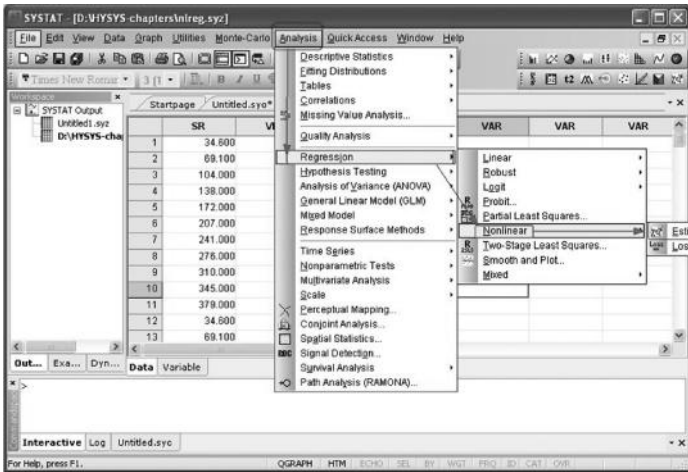 SYSTAT - [D:\HYSYS-chapters\nlreg.syz]
File Edit View Data Graph Utilities Monte-Carlo Analysis Quick Access Window Help
Times New Roman
Workspace
SYSTAT Output
Untitled1.syz
D:\HYSYS-cha
Out... Exa... Dyn...
Startpage Untitled.syo*
SR VAR VAR VAR
1 34.600
2 69.100
3 104.000
4 138.000
5 172.000
6 207.000
7 241.000
8 276.000
9 310.000
10 345.000
11 379.000
12 34.600
13 69.100
Data Variable
Descriptive Statistics
Fitting Distributions
Tables
Correlations
Missing Value Analysis...
Quality Analysis
Regression
Hypothesis Testing
Analysis of Variance (ANOVA)
General Linear Model (GLM)
Mixed Model
Response Surface Methods
Time Series
Nonparametric Tests
Multivariate Analysis
Scale
Perceptual Mapping...
Conjoint Analysis...
Spatial Statistics...
Signal Detection...
Survival Analysis
Path Analysis (RAMONA)...
Linear
Robust
Logit
Probit...
Partial Least Squares...
Nonlinear
Two-Stage Least Squares...
Smooth and Plot...
Mixed
Esti
Los
>
Interactive Log Untitled.syc
For Help, press F1.
QGRAPH HTM ECHO SEL BY WGT FRQ ID CAT OVR